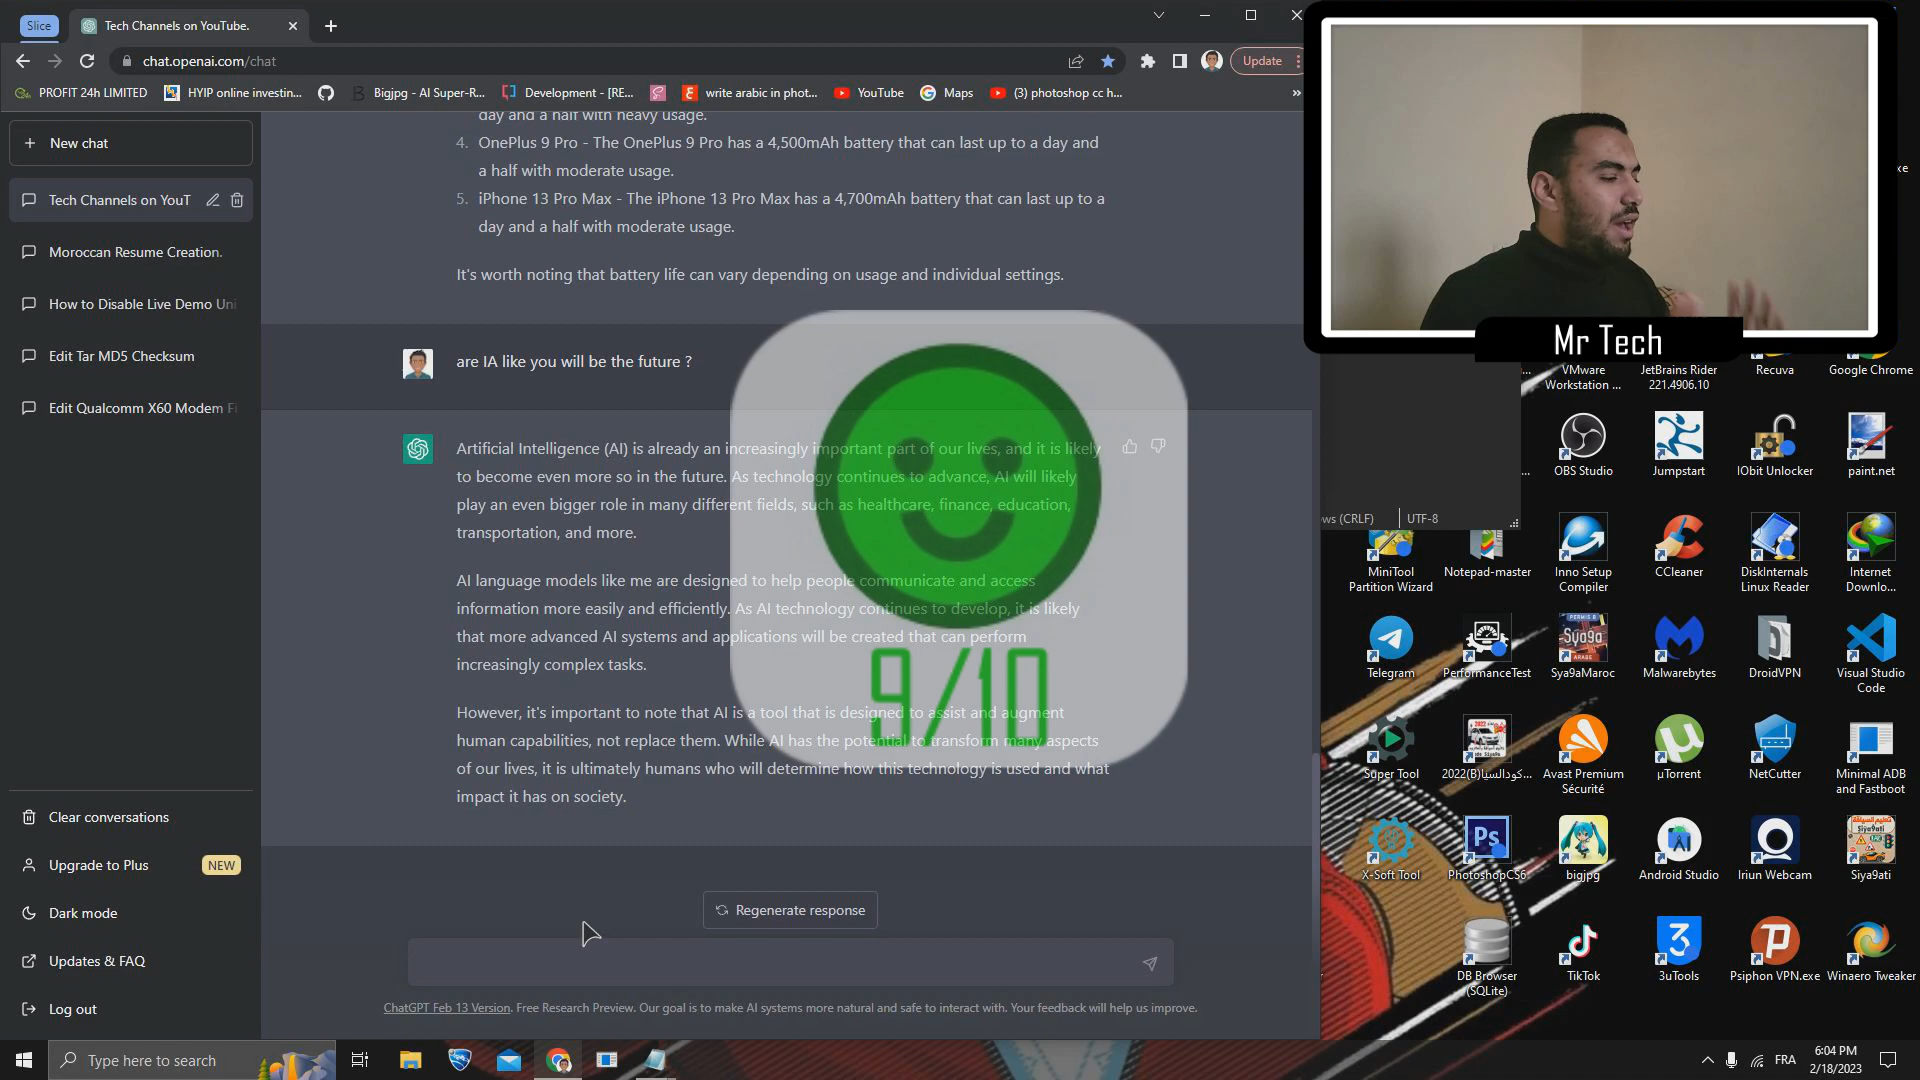 Slice
Tech Channels on YouTube.
chat.openai.com/chat
Update
PROFIT 24h LIMITED
HYIP online investin...
Bigjpg - AI Super-R...
Development - [RE...
write arabic in phot...
YouTube
Maps
(3) photoshop cc h...
»
New chat
Tech Channels on YouT
Moroccan Resume Creation.
How to Disable Live Demo Uni
Edit Tar MD5 Checksum
Edit Qualcomm X60 Modem Fi
Clear conversations
Upgrade to Plus
NEW
Dark mode
Updates & FAQ
Log out
day and a half with heavy usage.
4. OnePlus 9 Pro - The OnePlus 9 Pro has a 4,500mAh battery that can last up to a day and
a half with moderate usage.
5. iPhone 13 Pro Max - The iPhone 13 Pro Max has a 4,700mAh battery that can last up to a
day and a half with moderate usage.
It's worth noting that battery life can vary depending on usage and individual settings.
are IA like you will be the future ?
Artificial Intelligence (AI) is already an increasingly important part of our lives, and it is likely
to become even more so in the future. As technology continues to advance, AI will likely
play an even bigger role in many different fields, such as healthcare, finance, education,
transportation, and more.
AI language models like me are designed to help people communicate and access
information more easily and efficiently. As AI technology continues to develop, it is likely
that more advanced AI systems and applications will be created that can perform
increasingly complex tasks.
However, it's important to note that AI is a tool that is designed to assist and augment
human capabilities, not replace them. While AI has the potential to transform many aspects
of our lives, it is ultimately humans who will determine how this technology is used and what
impact it has on society.
9/10
Regenerate response
ChatGPT Feb 13 Version. Free Research Preview. Our goal is to make AI systems more natural and safe to interact with. Your feedback will help us improve.
Mr Tech
VMware
Workstation ...
JetBrains Rider
221.4906.10
Recuva
Google Chrome
OBS Studio
Jumpstart
IObit Unlocker
paint.net
ws (CRLF)
UTF-8
MiniTool
Partition Wizard
Notepad-master
Inno Setup
Compiler
CCleaner
DiskInternals
Linux Reader
Internet
Downlo...
Telegram
PerformanceTest
Sya9aMaroc
Malwarebytes
DroidVPN
Visual Studio
Code
Super Tool
2022(B)كودالسيا...
Avast Premium
Sécurité
µTorrent
NetCutter
Minimal ADB
and Fastboot
Ps
X-Soft Tool
PhotoshopCS6
bigjpg
Android Studio
Iriun Webcam
Siya9ati
DB Browser
(SQLite)
TikTok
3
3uTools
Psiphon VPN.exe
Winaero Tweaker
Type here to search
FRA
6:04 PM
2/18/2023